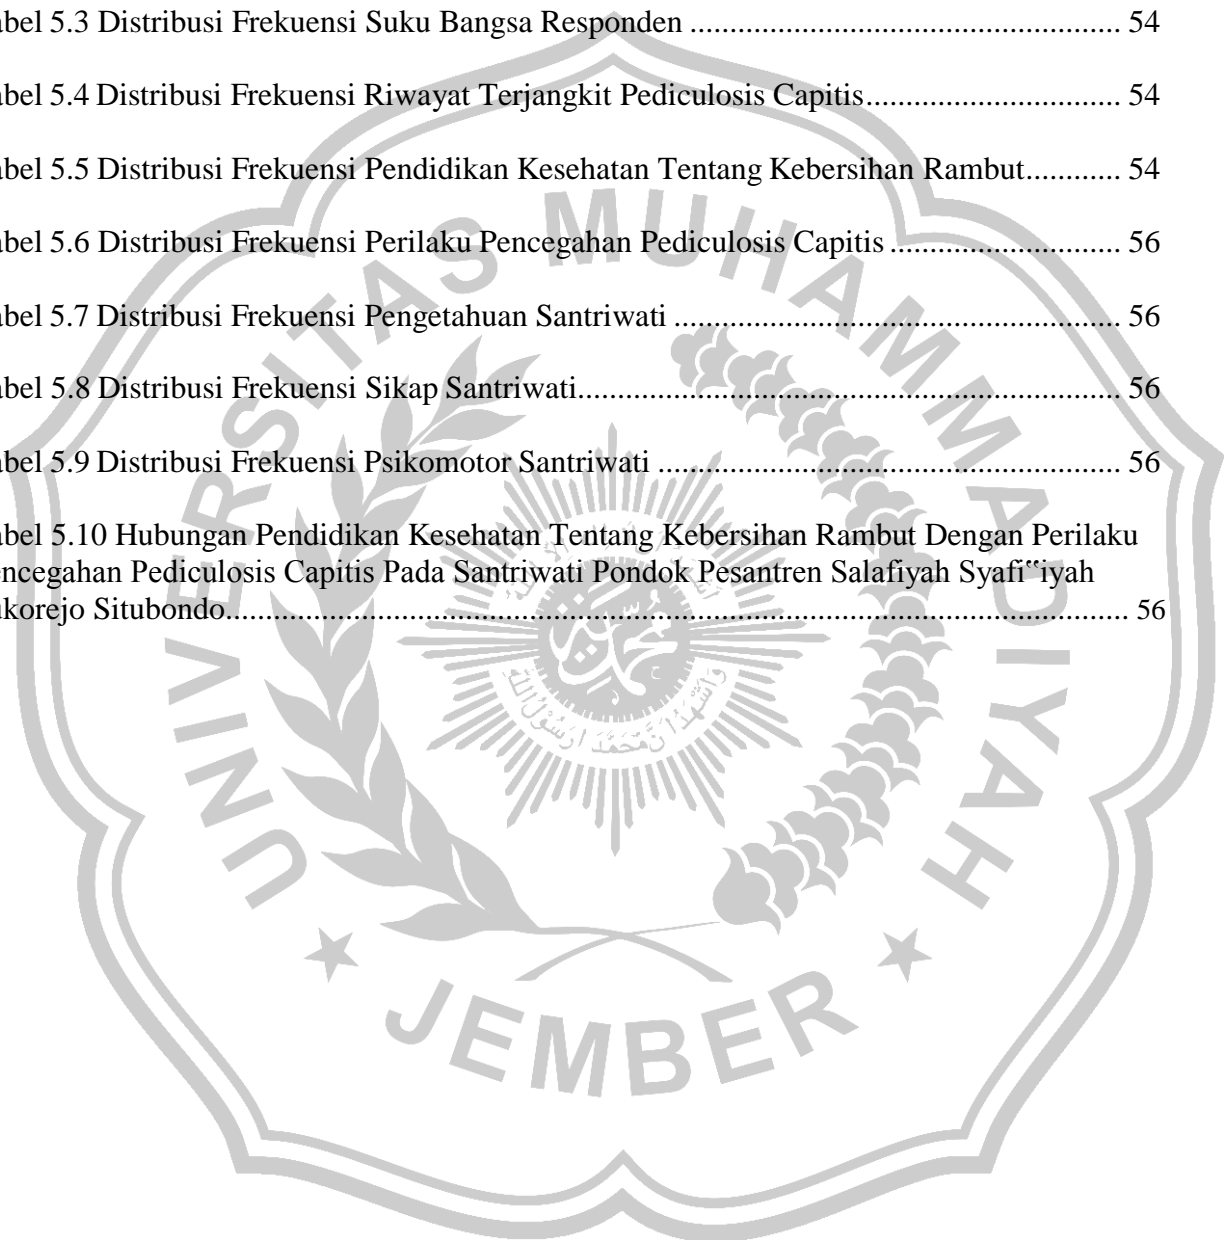 abel 5.3 Distribusi Frekuensi Suku Bangsa Responden ...................................................... 54
abel 5.4 Distribusi Frekuensi Riwayat Terjangkit Pediculosis Capitis................................ 54
abel 5.5 Distribusi Frekuensi Pendidikan Kesehatan Tentang Kebersihan Rambut............ 54
abel 5.6 Distribusi Frekuensi Perilaku Pencegahan Pediculosis Capitis ............................. 56
abel 5.7 Distribusi Frekuensi Pengetahuan Santriwati ........................................................ 56
abel 5.8 Distribusi Frekuensi Sikap Santriwati.................................................................... 56
abel 5.9 Distribusi Frekuensi Psikomotor Santriwati .......................................................... 56
abel 5.10 Hubungan Pendidikan Kesehatan Tentang Kebersihan Rambut Dengan Perilaku
encegahan Pediculosis Capitis Pada Santriwati Pondok Pesantren Salafiyah Syafi‟iyah
ukorejo Situbondo................................................................................................................. 56
UNIVERSITAS MUHAMMADIYAH
JEMBER